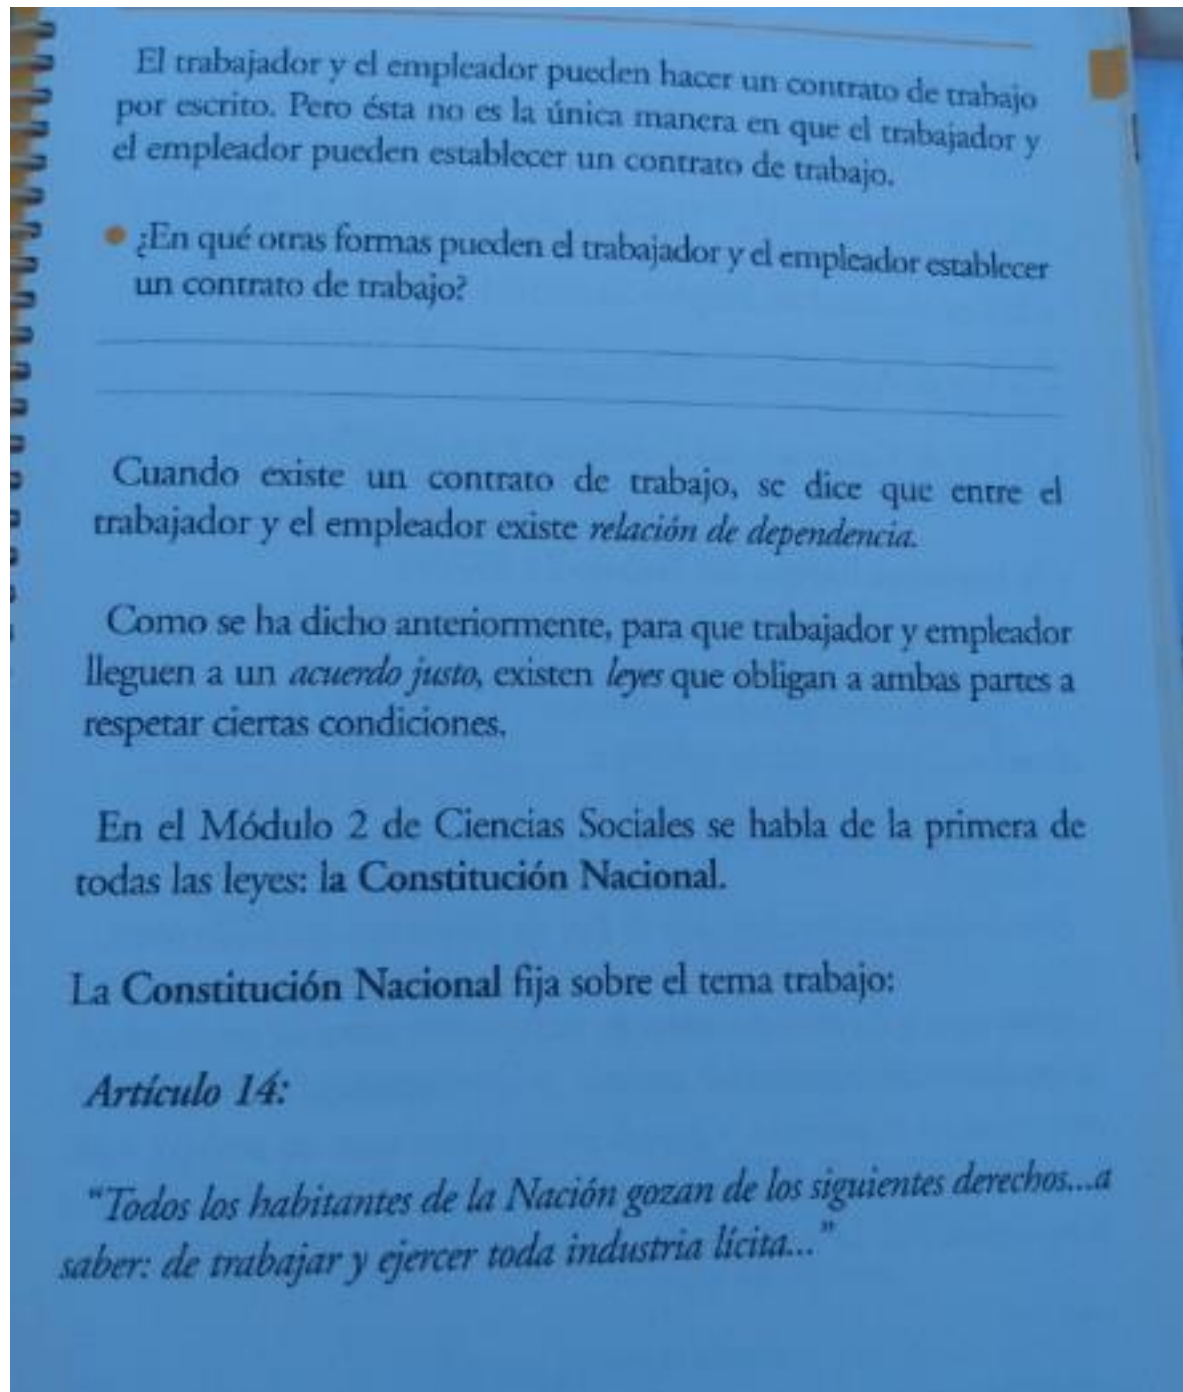 El trabajador y el empleador pueden hacer un contrato de trabajo
por escrito. Pero ésta no es la única manera en que el trabajador y
el empleador pueden establecer un contrato de trabajo.
¿En qué otras formas pueden el trabajador y el empleador establecer
un contrato de trabajo?
Cuando existe un contrato de trabajo, se dice que entre el
trabajador y el empleador existe relación de dependencia.
Como se ha dicho anteriormente, para que trabajador y empleador
lleguen a un acuerdo justo, existen leyes que obligan a ambas partes a
respetar ciertas condiciones.
En el Módulo 2 de Ciencias Sociales se habla de la primera de
todas las leyes: la Constitución Nacional.
La Constitución Nacional fija sobre el tema trabajo:
Artículo 14:
“Todos los habitantes de la Nación gozan de los siguientes derechos...a
saber: de trabajar y ejercer toda industria lícita...”